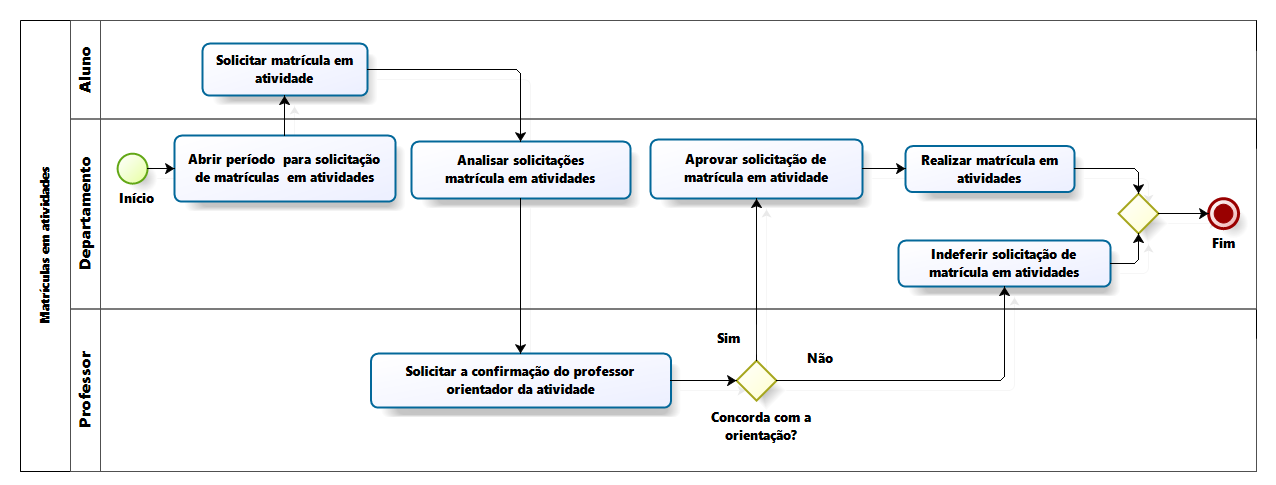 Matrículas em atividades
Aluno
Solicitar matrícula em
atividade
Departamento
Início
Abrir período para solicitação
de matrículas em atividades
Analisar solicitações
matrícula em atividades
Aprovar solicitação de
matrícula em atividade
Realizar matrícula em
atividades
Indeferir solicitação de
matrícula em atividades
Fim
Professor
Solicitar a confirmação do professor
orientador da atividade
Sim
Não
Concorda com a
orientação?